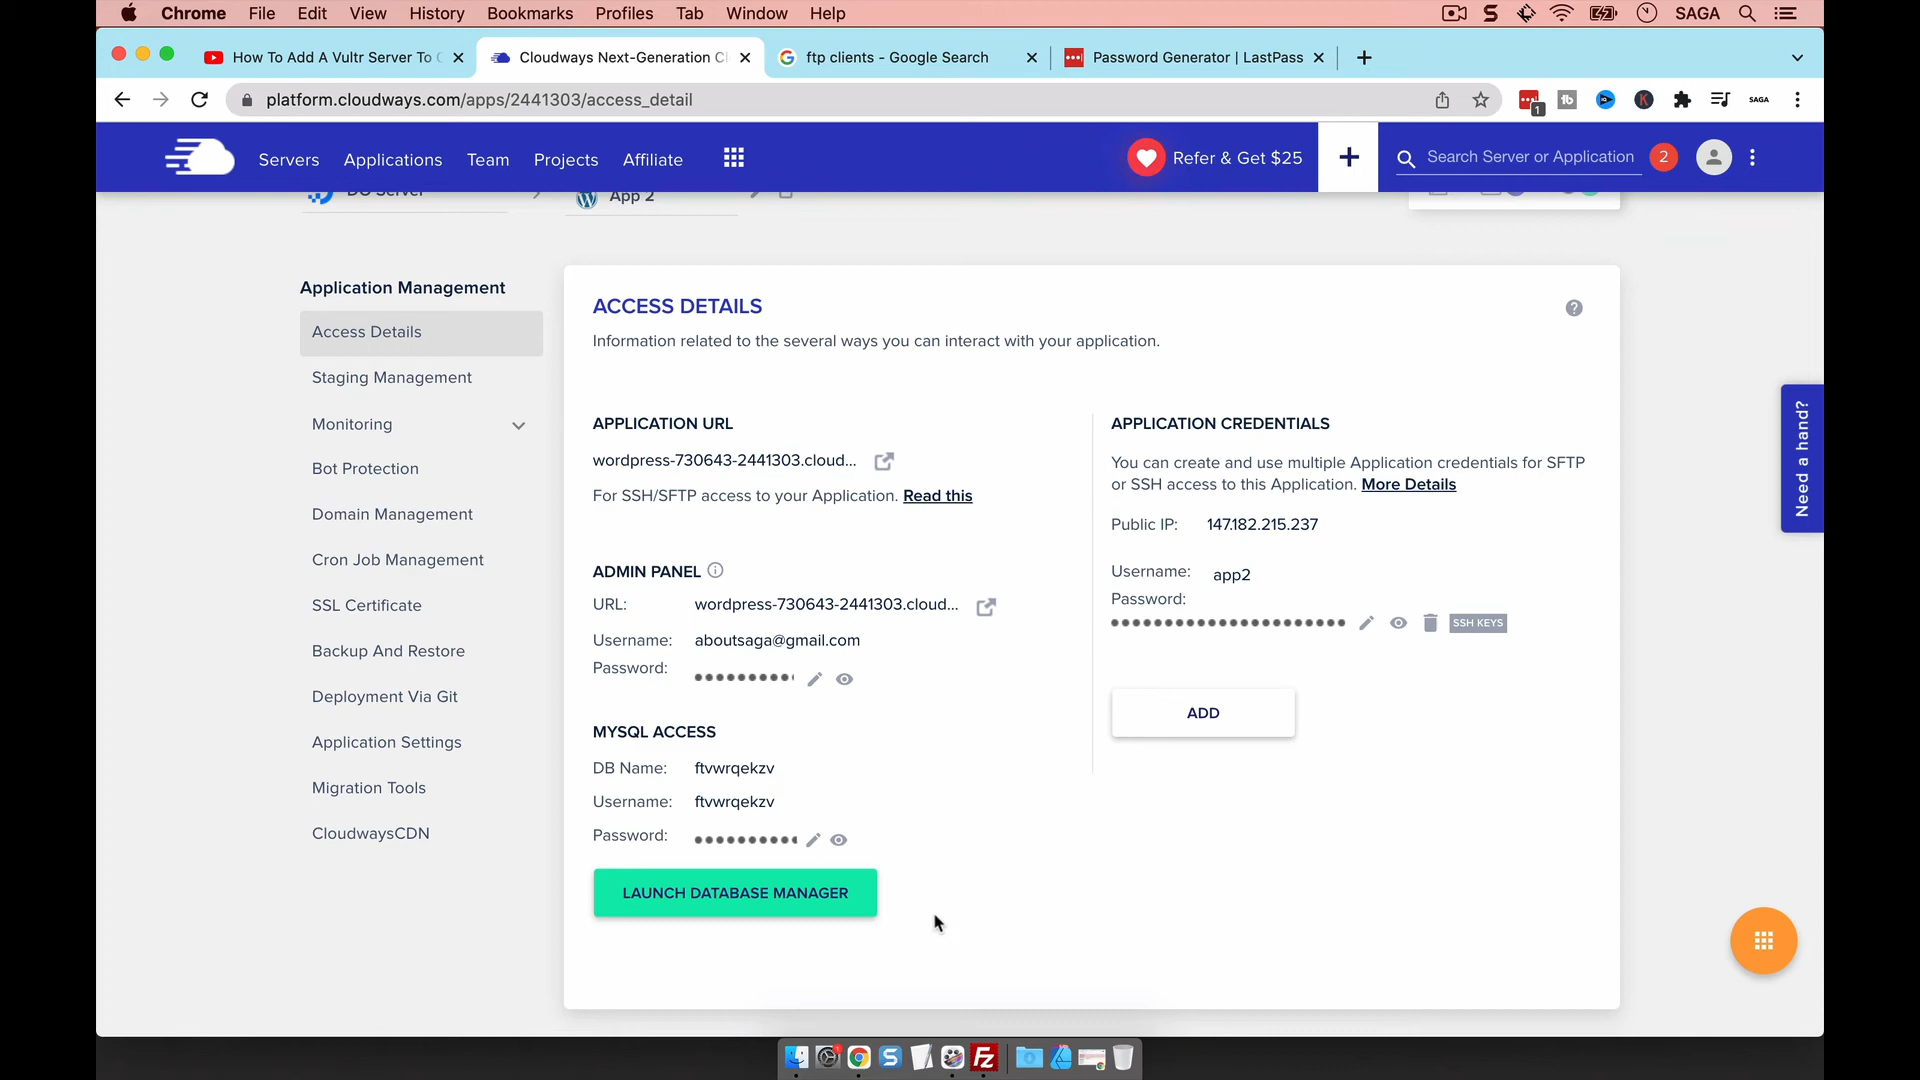 Chrome File Edit View History Bookmarks Profiles Tab Window Help SAGA
How To Add A Vultr Server To C
Cloudways Next-Generation Cl
ftp clients - Google Search
Password Generator | LastPass
platform.cloudways.com/apps/2441303/access_detail
1
SAGA
Servers Applications Team Projects Affiliate
Refer & Get $25
+
Search Server or Application
2
DO Server
App 2
Application Management
Access Details
Staging Management
Monitoring
Bot Protection
Domain Management
Cron Job Management
SSL Certificate
Backup And Restore
Deployment Via Git
Application Settings
Migration Tools
CloudwaysCDN
ACCESS DETAILS
Information related to the several ways you can interact with your application.
APPLICATION URL
wordpress-730643-2441303.cloud...
For SSH/SFTP access to your Application. Read this
ADMIN PANEL
URL: wordpress-730643-2441303.cloud...
Username: aboutsaga@gmail.com
Password:
MYSQL ACCESS
DB Name: ftvwrqekzv
Username: ftvwrqekzv
Password:
LAUNCH DATABASE MANAGER
APPLICATION CREDENTIALS
You can create and use multiple Application credentials for SFTP
or SSH access to this Application. More Details
Public IP: 147.182.215.237
Username: app2
Password:
SSH KEYS
ADD
Need a hand?